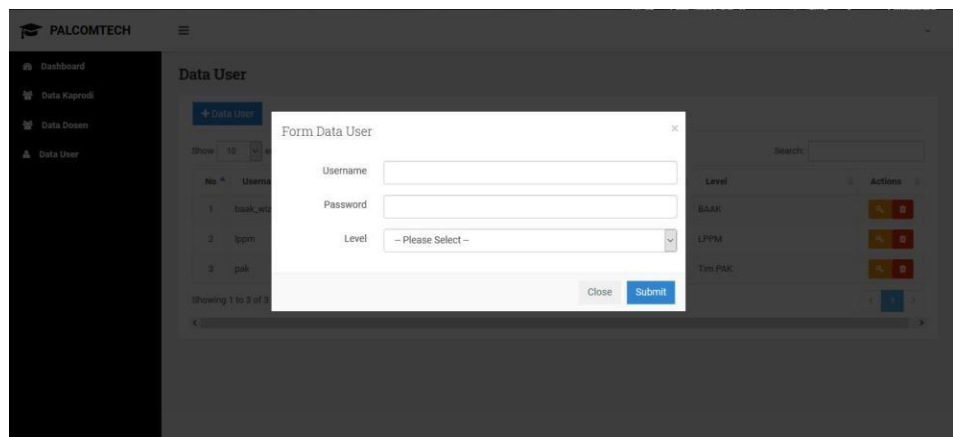 PALCOMTECH
Dashboard
Data Kaprodi
Data Dosen
Data User
Data User
+ Data User
Show 10
Search:
No Userna Level Actions
1 baak_wiz BAAK
2 lppm LPPM
3 pak Tim PAK
Showing 1 to 3 of 3
1
Form Data User
×
Username
Password
Level -- Please Select --
Close Submit